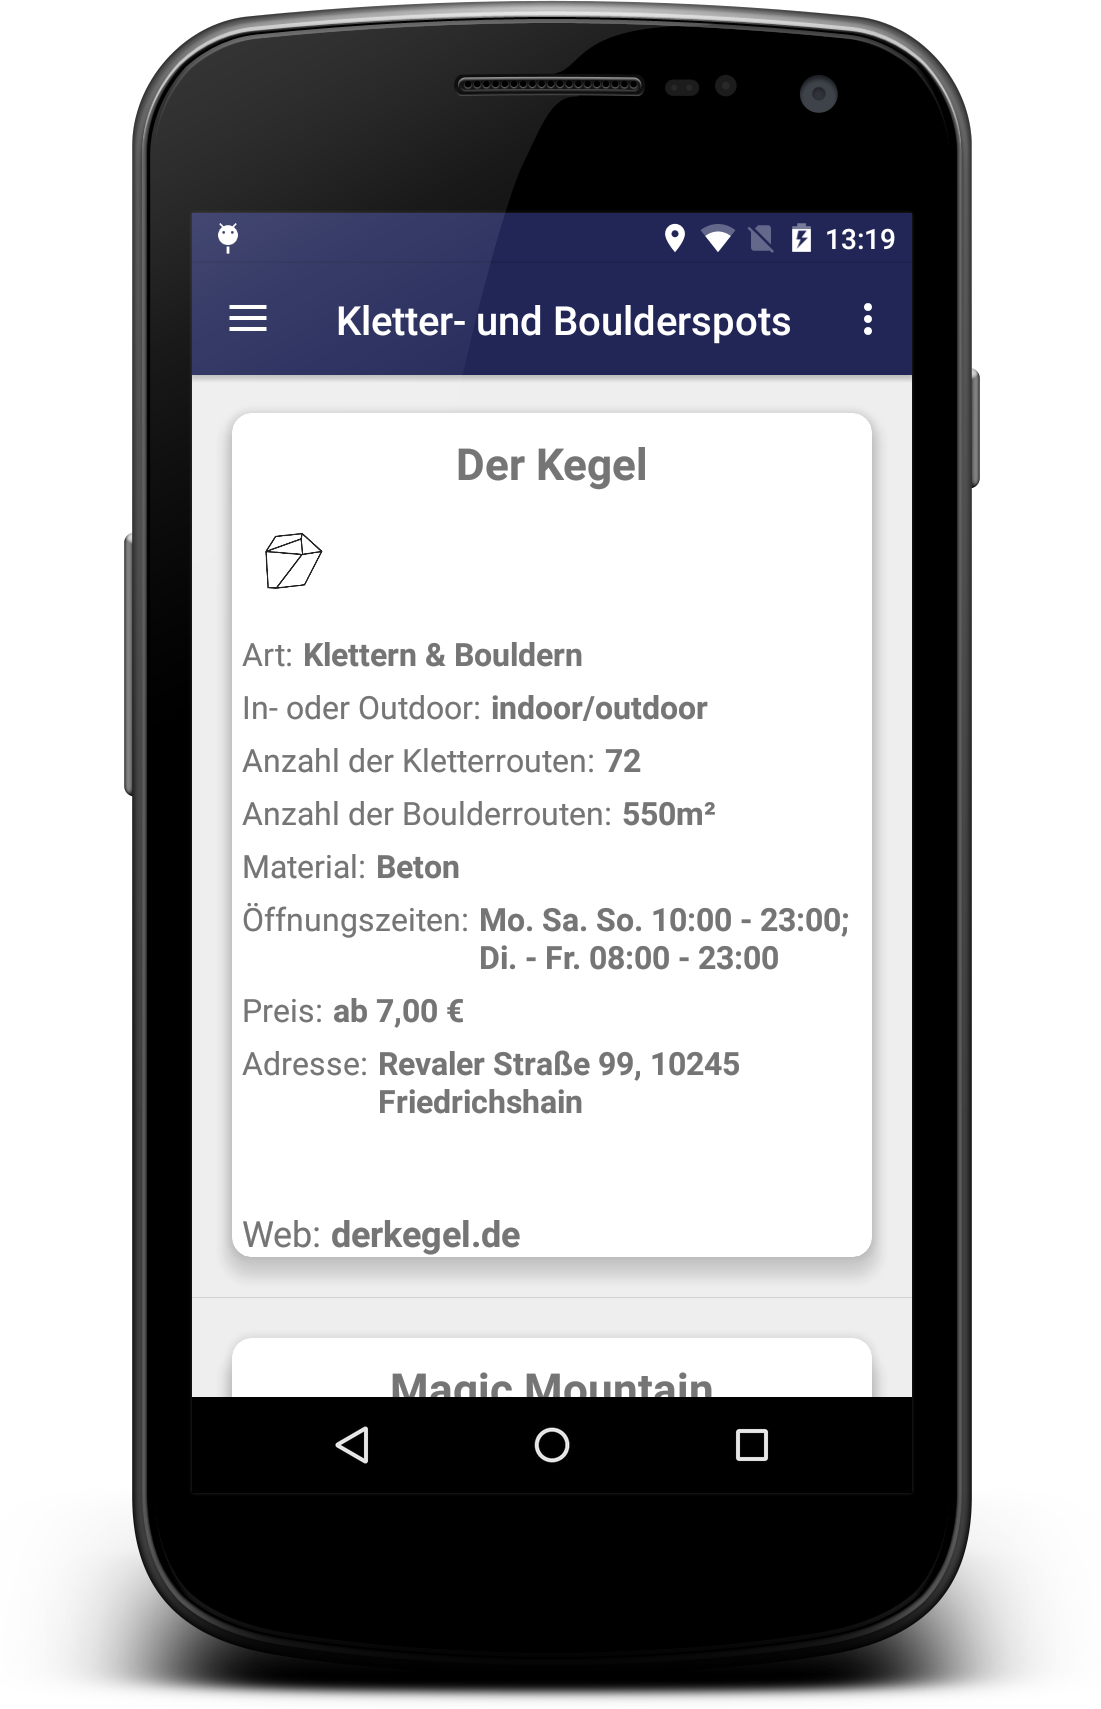 13:19
Kletter- und Boulderspots
Der Kegel
Art: Klettern & Bouldern
In- oder Outdoor: indoor/outdoor
Anzahl der Kletterrouten: 72
Anzahl der Boulderrouten: 550m²
Material: Beton
Öffnungszeiten: Mo. Sa. So. 10:00 - 23:00;
Di. - Fr. 08:00 - 23:00
Preis: ab 7,00 €
Adresse: Revaler Straße 99, 10245
Friedrichshain
Web: derkegel.de
Magic Mountain